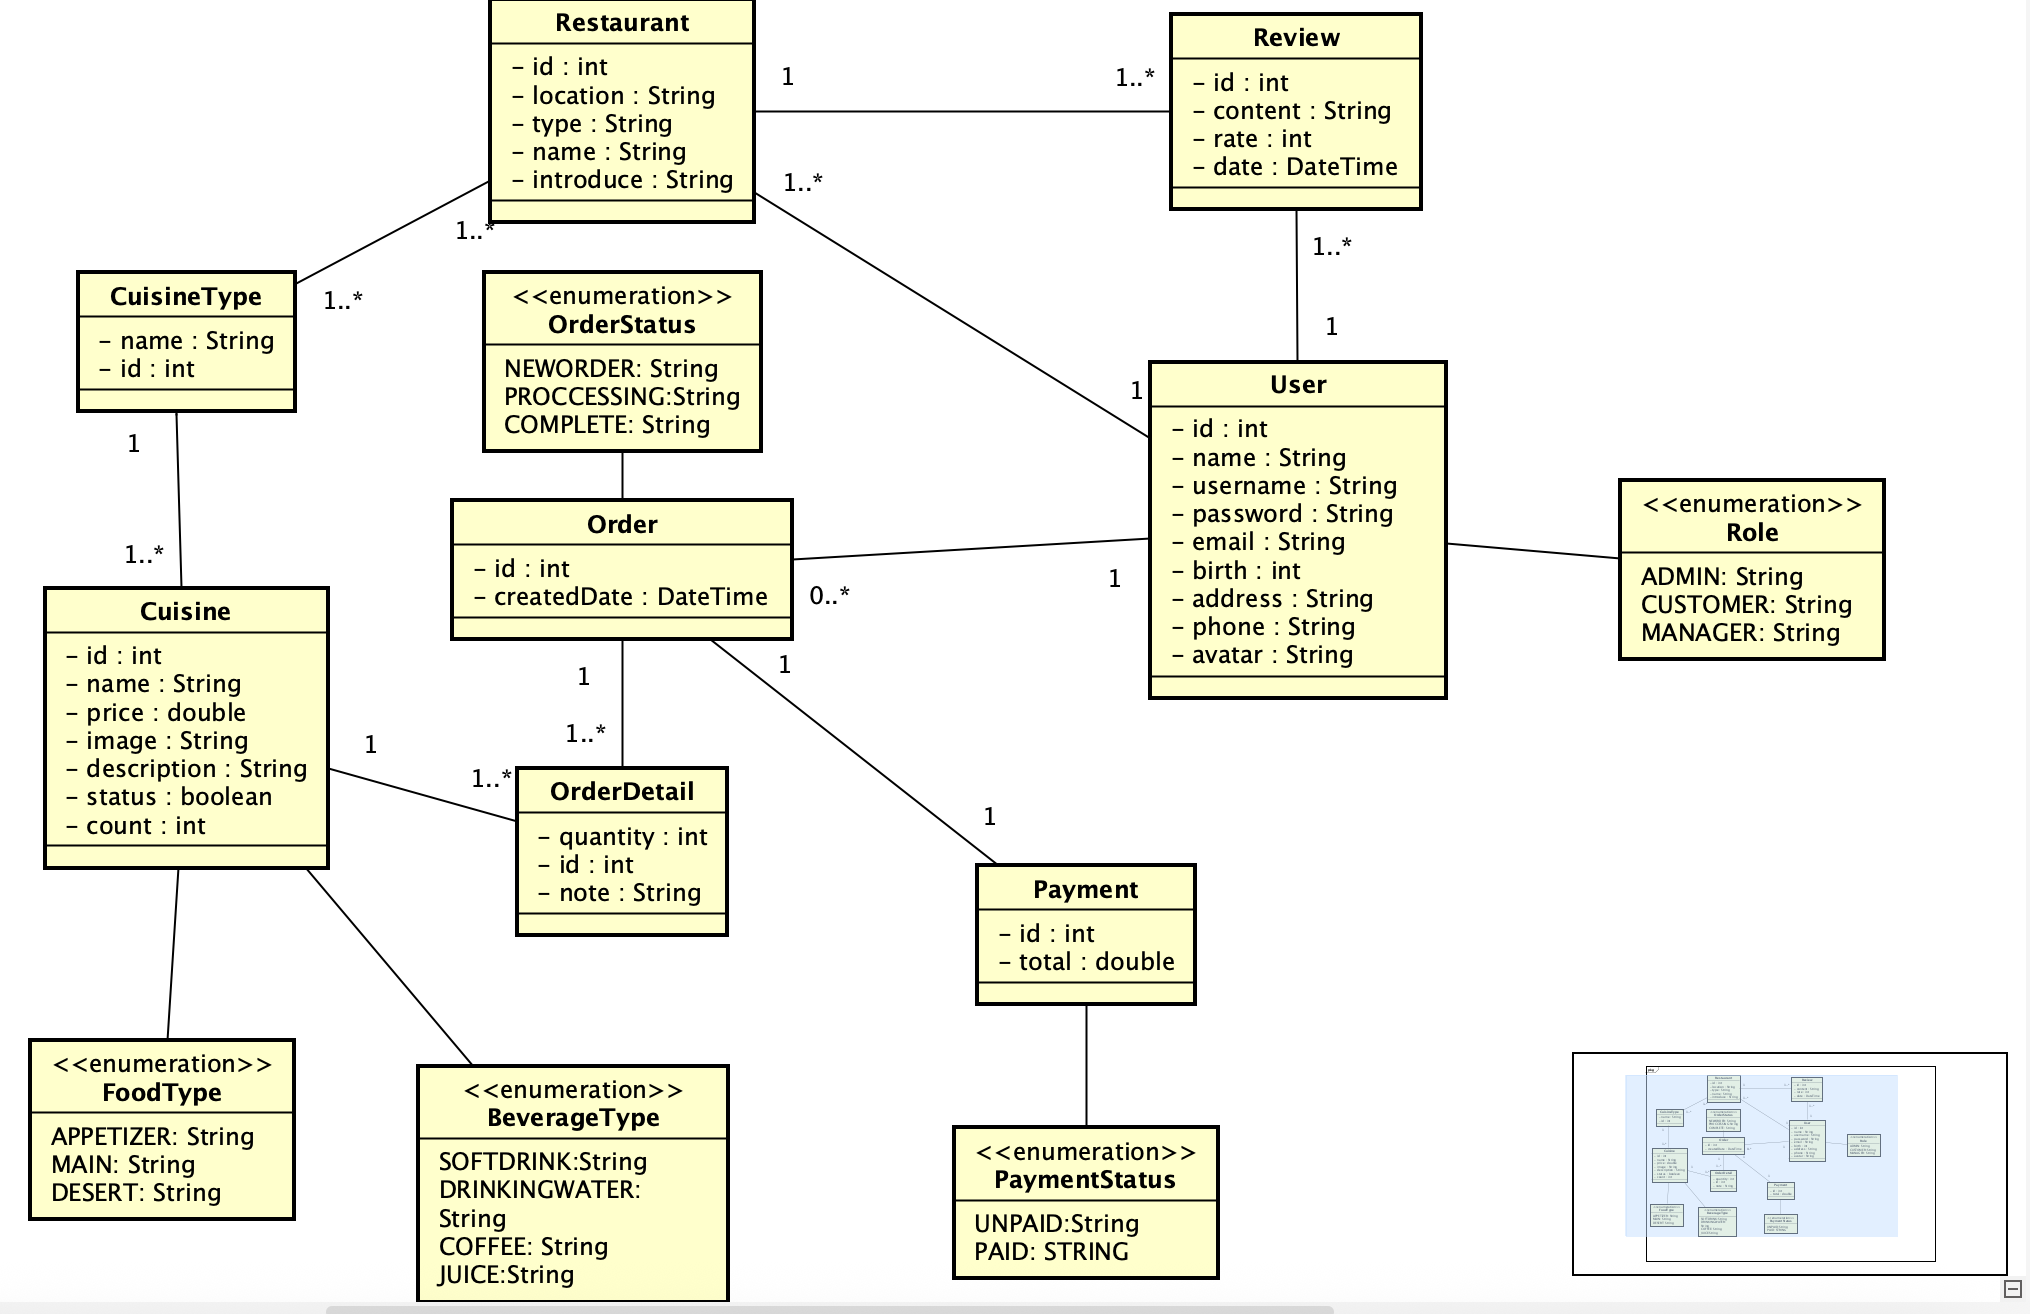 Restaurant
– id : int
– location : String
– type : String
– name : String
– introduce : String
1
1..*
Review
– id : int
– content : String
– rate : int
– date : DateTime
1..*
1..*
1..*
CuisineType
– name : String
– id : int
1..*
<<enumeration>>
OrderStatus
NEWORDER: String
PROCCESSING:String
COMPLETE: String
1
1
User
– id : int
– name : String
– username : String
– password : String
– email : String
– birth : int
– address : String
– phone : String
– avatar : String
1
1..*
<<enumeration>>
Role
ADMIN: String
CUSTOMER: String
MANAGER: String
Order
– id : int
– createdDate : DateTime
0..*
1
Cuisine
– id : int
– name : String
– price : double
– image : String
– description : String
– status : boolean
– count : int
1
1..*
1
1..*
1
1
OrderDetail
– quantity : int
– id : int
– note : String
Payment
– id : int
– total : double
<<enumeration>>
FoodType
APPETIZER: String
MAIN: String
DESERT: String
<<enumeration>>
BeverageType
SOFTDRINK:String
DRINKINGWATER:
String
COFFEE: String
JUICE:String
<<enumeration>>
PaymentStatus
UNPAID:String
PAID: STRING